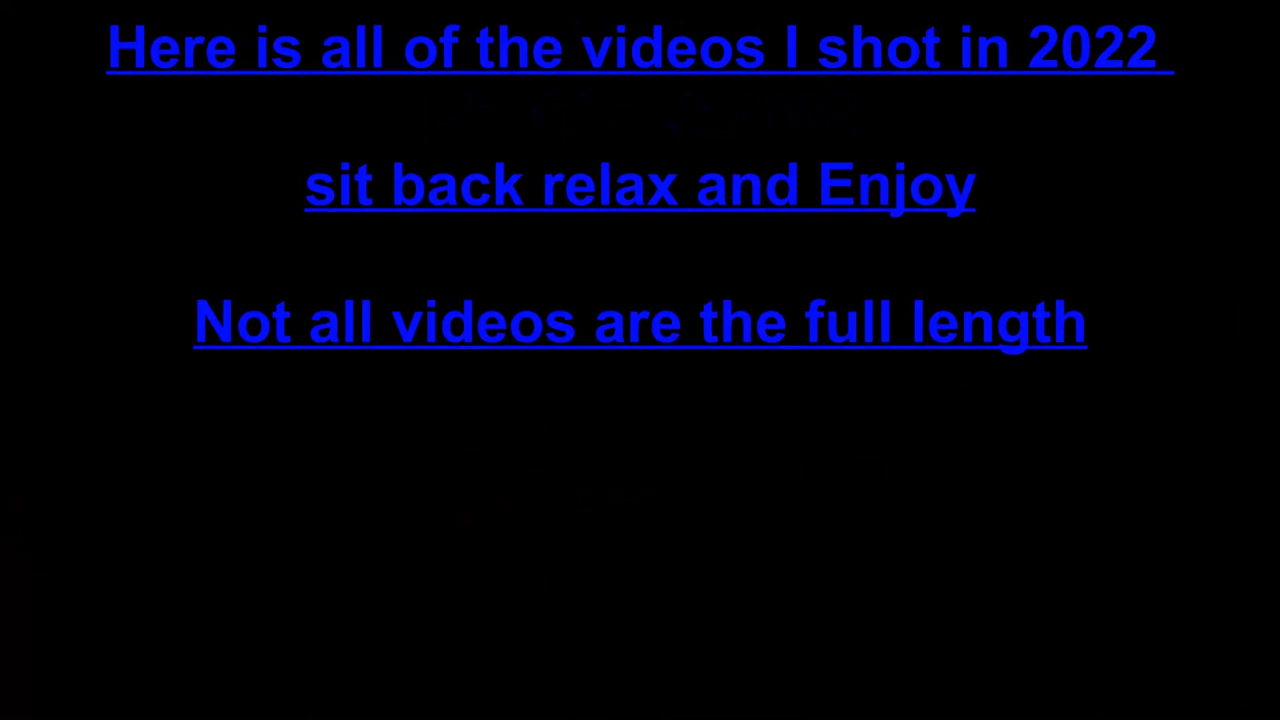 Here is all of the videos I shot in 2022
sit back relax and Enjoy
Not all videos are the full length